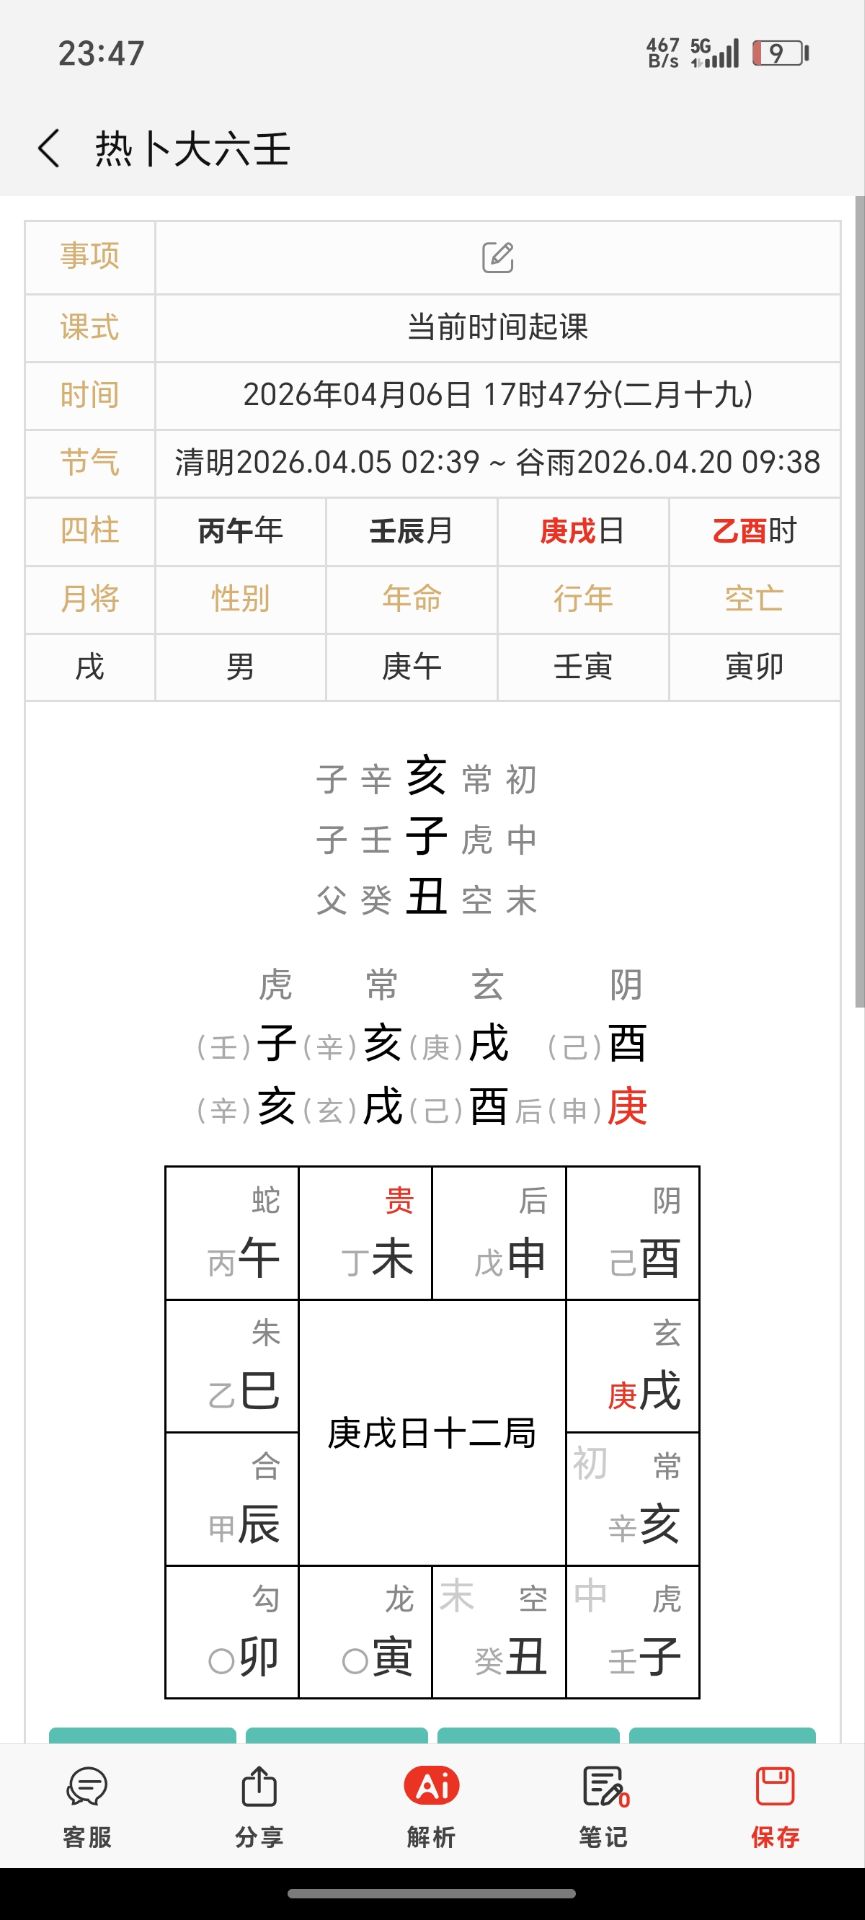 23:47
467 B/s 5G 9
热卜大六壬
事项
课式 当前时间起课
时间 2026年04月06日 17时47分(二月十九)
节气 清明2026.04.05 02:39 ~ 谷雨2026.04.20 09:38
四柱 丙午年 壬辰月 庚戌日 乙酉时
月将 性别 年命 行年 空亡
戌 男 庚午 壬寅 寅卯
子 辛 亥 常 初
子 壬 子 虎 中
父 癸 丑 空 末
虎 常 玄 阴
(壬)子(辛)亥(庚)戌 (己)酉
(辛)亥(玄)戌(己)酉后(申)庚
蛇 贵 后 阴
丙午 丁未 戊申 己酉
朱 玄
乙巳 庚戌
庚戌日十二局
合 初 常
甲辰 辛亥
勾 龙 末 空 中 虎
○卯 ○寅 癸丑 壬子
客服 分享 Ai 解析 笔记 0 保存